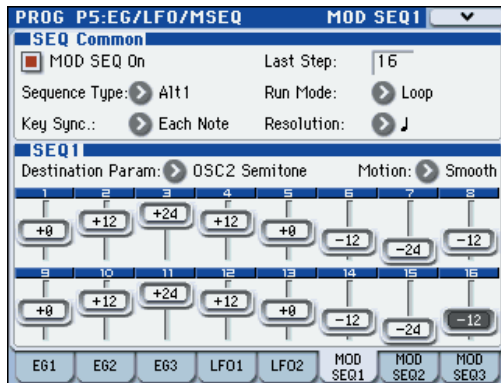 PROG P5:EG/LFO/MSEQ MOD SEQ1
SEQ Common
MOD SEQ On Last Step: 16
Sequence Type: Alt1 Run Mode: Loop
Key Sync.: Each Note Resolution: ♩
SEQ1
Destination Param: OSC2 Semitone Motion: Smooth
1 2 3 4 5 6 7 8
+0 +12 +24 +12 +0 -12 -24 -12
9 10 11 12 13 14 15 16
+0 +12 +24 +12 +0 -12 -24 -12
EG1 EG2 EG3 LFO1 LFO2 MOD SEQ1 MOD SEQ2 MOD SEQ3